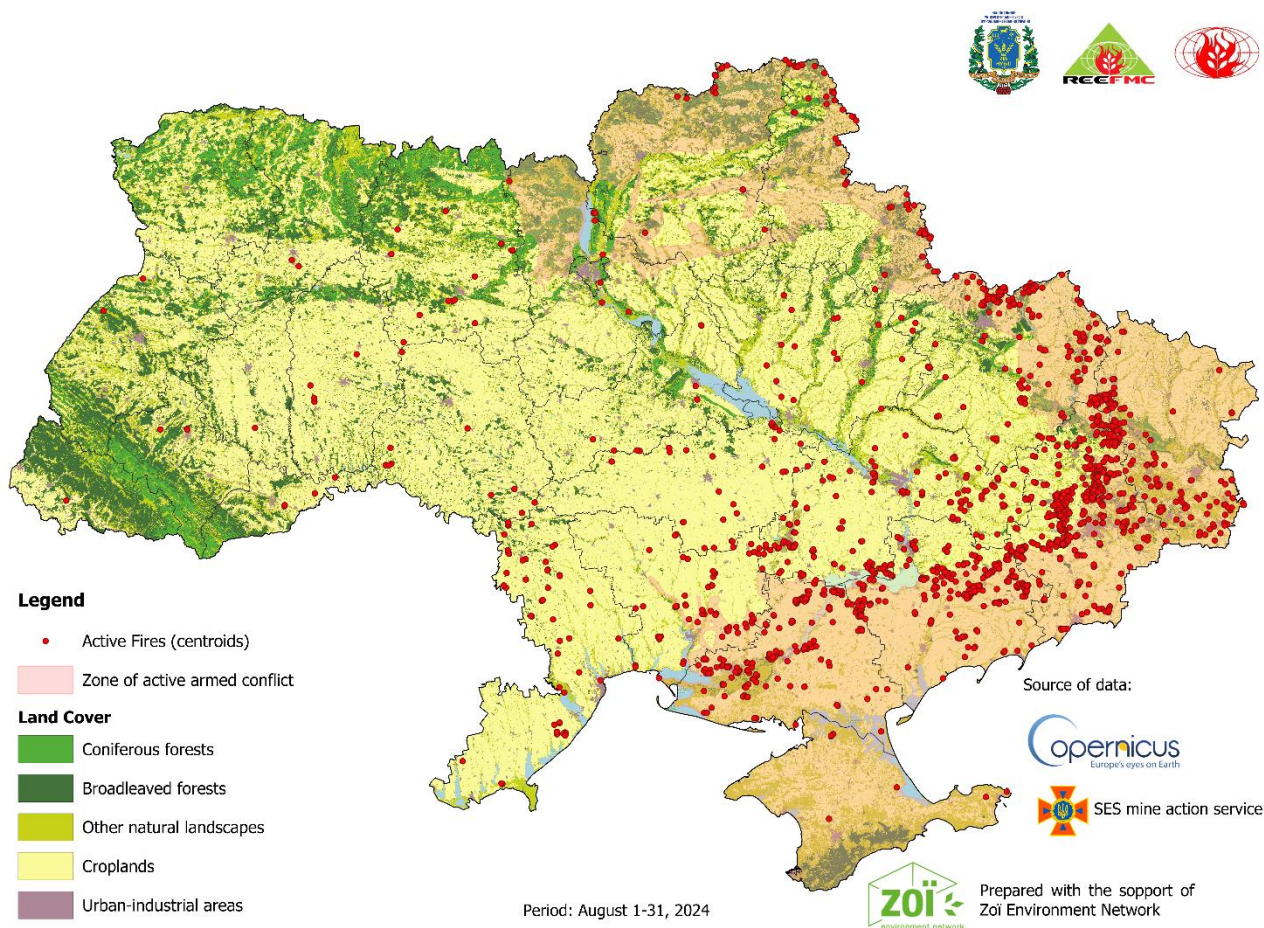 REEFMC
Legend
Active Fires (centroids)
Zone of active armed conflict
Land Cover
Coniferous forests
Broadleaved forests
Other natural landscapes
Croplands
Urban-industrial areas
Period: August 1-31, 2024
Source of data:
opernicus
Europe's eyes on Earth
SES mine action service
zoï
environment network
Prepared with the sopport of
Zoï Environment Network